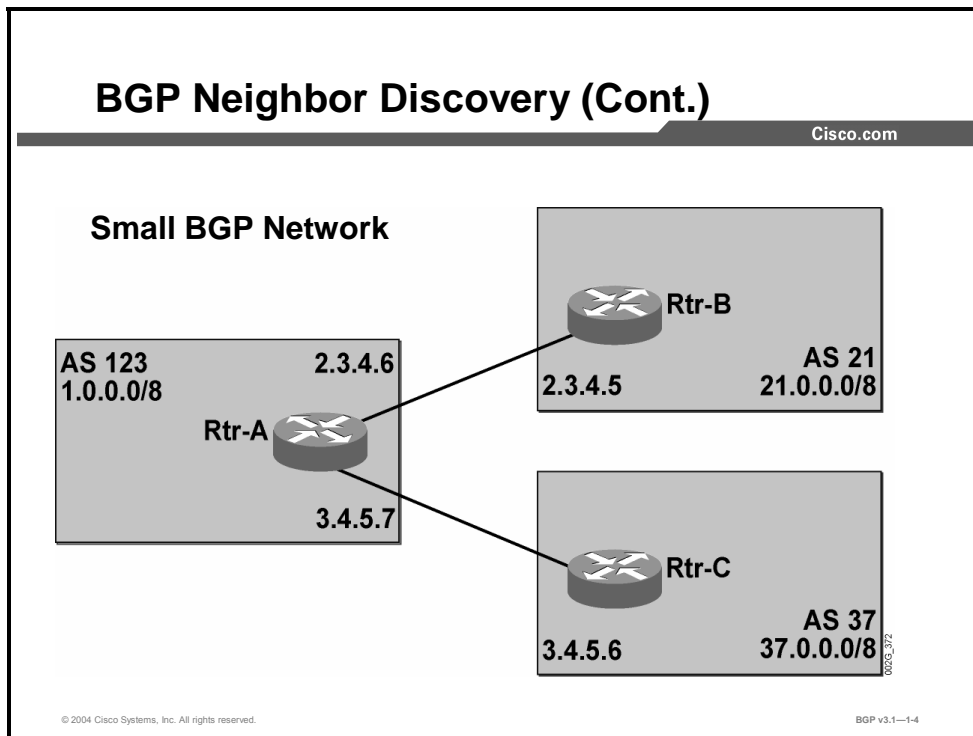 BGP Neighbor Discovery (Cont.)
Cisco.com
Small BGP Network
Rtr-B
AS 21
2.3.4.5
21.0.0.0/8
AS 123
2.3.4.6
1.0.0.0/8
Rtr-A
3.4.5.7
Rtr-C
AS 37
3.4.5.6
37.0.0.0/8
002G_372
© 2004 Cisco Systems, Inc. All rights reserved.
BGP v3.1—1-4